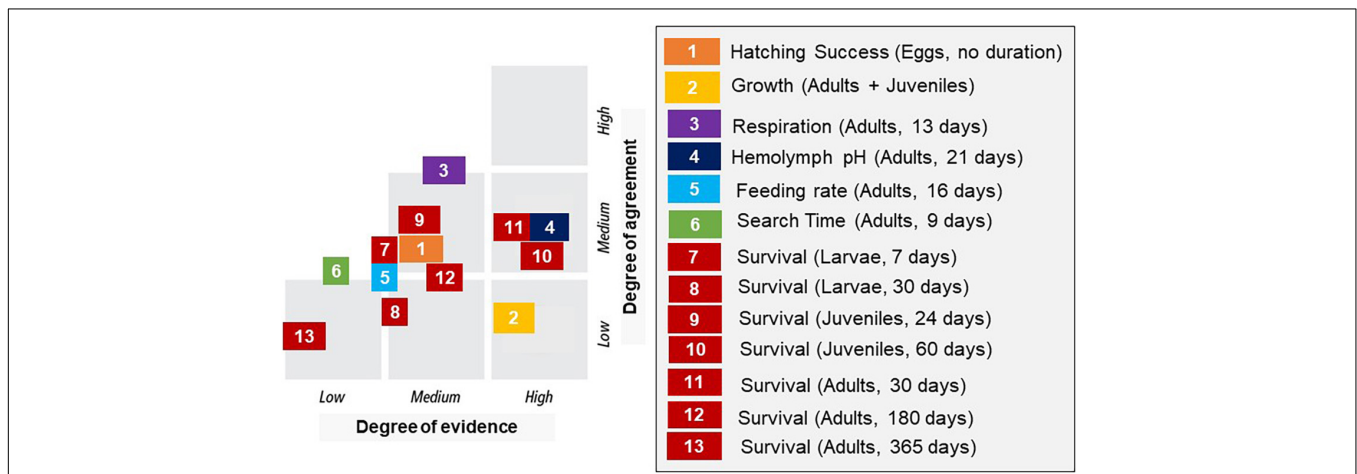 High
Medium
Low
Degree of agreement
3
9
7
1
11
4
10
6
5
12
8
2
13
Low
Medium
High
Degree of evidence
1 Hatching Success (Eggs, no duration)
2 Growth (Adults + Juveniles)
3 Respiration (Adults, 13 days)
4 Hemolymph pH (Adults, 21 days)
5 Feeding rate (Adults, 16 days)
6 Search Time (Adults, 9 days)
7 Survival (Larvae, 7 days)
8 Survival (Larvae, 30 days)
9 Survival (Juveniles, 24 days)
10 Survival (Juveniles, 60 days)
11 Survival (Adults, 30 days)
12 Survival (Adults, 180 days)
13 Survival (Adults, 365 days)